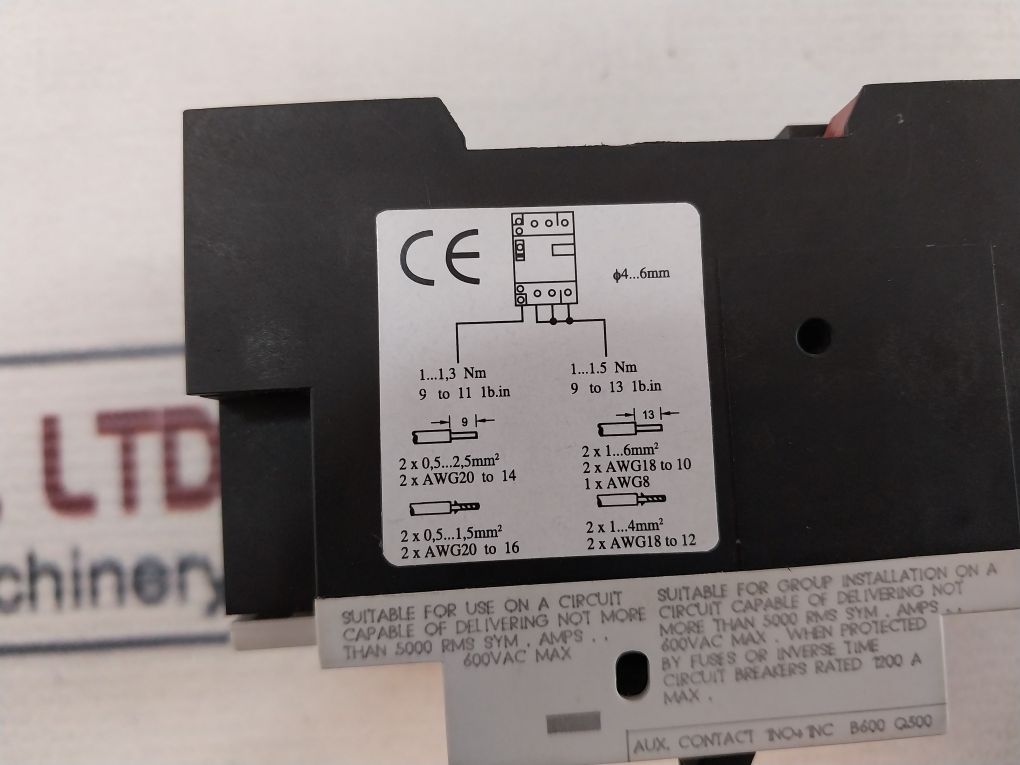 CE
ϕ4...6mm
1...1,3 Nm
9 to 11 lb.in
1...1.5 Nm
9 to 13 lb.in
9
13
2 x 0,5...2,5mm²
2 x AWG20 to 14
2 x 1...6mm²
2 x AWG18 to 10
1 x AWG8
2 x 0,5...1,5mm²
2 x AWG20 to 16
2 x 1...4mm²
2 x AWG18 to 12
SUITABLE FOR USE ON A CIRCUIT
CAPABLE OF DELIVERING NOT MORE
THAN 5000 RMS SYM . AMPS . .
600VAC MAX
SUITABLE FOR GROUP INSTALLATION ON A
CIRCUIT CAPABLE OF DELIVERING NOT
MORE THAN 5000 RMS SYM . AMPS . .
600VAC MAX . WHEN PROTECTED
BY FUSES OR INVERSE TIME
CIRCUIT BREAKERS RATED 1200 A
MAX .
AUX. CONTACT 1NO+1NC B600 Q500
LTD
chinery